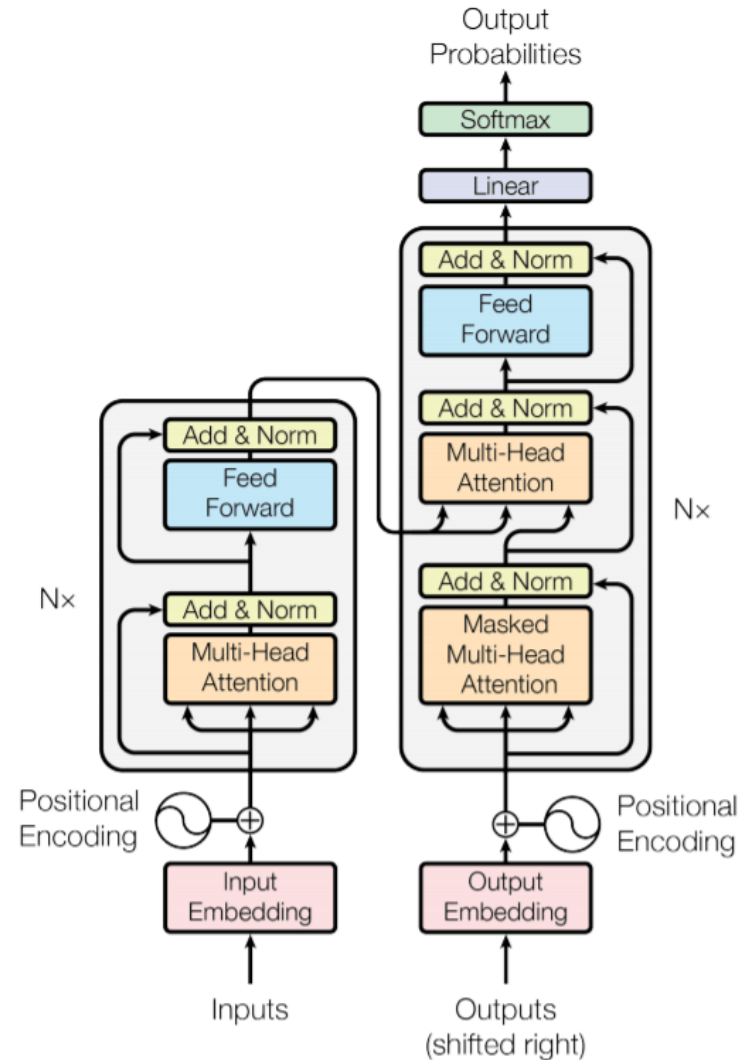 Output
Probabilities
Softmax
Linear
Add & Norm
Feed
Forward
Add & Norm
Multi-Head
Attention
Add & Norm
Masked
Multi-Head
Attention
Nx
Add & Norm
Feed
Forward
Add & Norm
Multi-Head
Attention
Nx
Positional
Encoding
Positional
Encoding
Input
Embedding
Output
Embedding
Inputs
Outputs
(shifted right)